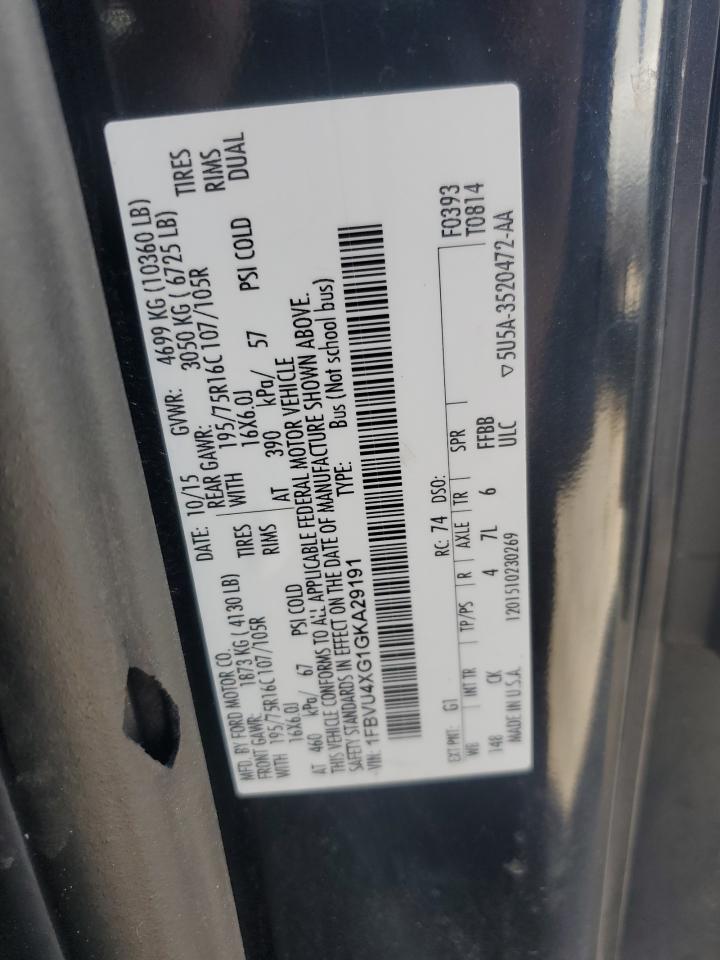 MFD. BY FORD MOTOR CO. DATE: 10/15 GVWR: 4699 KG (10360 LB)
FRONT GAWR: 1873 KG ( 4130 LB) REAR GAWR: 3050 KG ( 6725 LB)
WITH 195/75R16C 107/105R TIRES WITH 195/75R16C 107/105R TIRES
16X6.0J RIMS 16X6.0J RIMS
AT 460 kPa/ 67 PSI COLD AT 390 kPa/ 57 PSI COLD DUAL
THIS VEHICLE CONFORMS TO ALL APPLICABLE FEDERAL MOTOR VEHICLE
SAFETY STANDARDS IN EFFECT ON THE DATE OF MANUFACTURE SHOWN ABOVE.
VIN: 1FBVU4XG1GKA29191 TYPE: Bus (Not school bus)
EXT PNT: G1 RC: 74 DSO: F0393
WB INT TR TP/PS R AXLE TR SPR T0814
148 CK 4 7L 6 FFBB
MADE IN U.S.A. 1201510230269 ULC ▽5U5A-3520472-AA